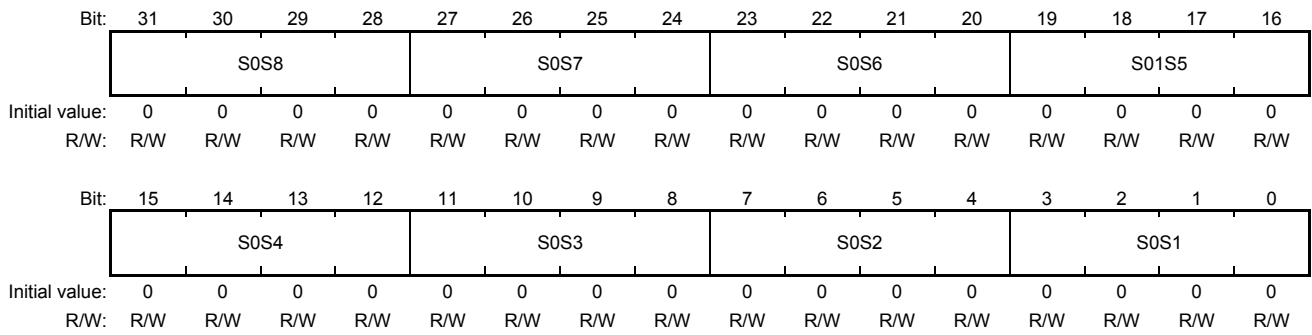 Bit: 31 30 29 28 27 26 25 24 23 22 21 20 19 18 17 16
S0S8 S0S7 S0S6 S01S5
Initial value: 0 0 0 0 0 0 0 0 0 0 0 0 0 0 0 0
R/W: R/W R/W R/W R/W R/W R/W R/W R/W R/W R/W R/W R/W R/W R/W R/W R/W
Bit: 15 14 13 12 11 10 9 8 7 6 5 4 3 2 1 0
S0S4 S0S3 S0S2 S0S1
Initial value: 0 0 0 0 0 0 0 0 0 0 0 0 0 0 0 0
R/W: R/W R/W R/W R/W R/W R/W R/W R/W R/W R/W R/W R/W R/W R/W R/W R/W